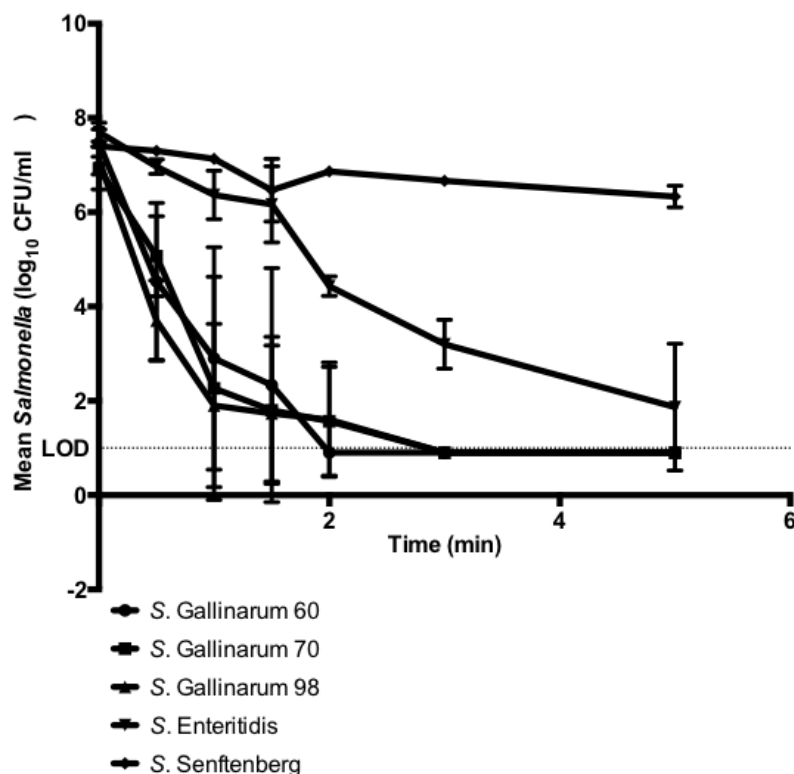 10
8
6
4
2
LOD
0
-2
Mean Salmonella (log10 CFU/ml )
2
4
6
Time (min)
S. Gallinarum 60
S. Gallinarum 70
S. Gallinarum 98
S. Enteritidis
S. Senftenberg